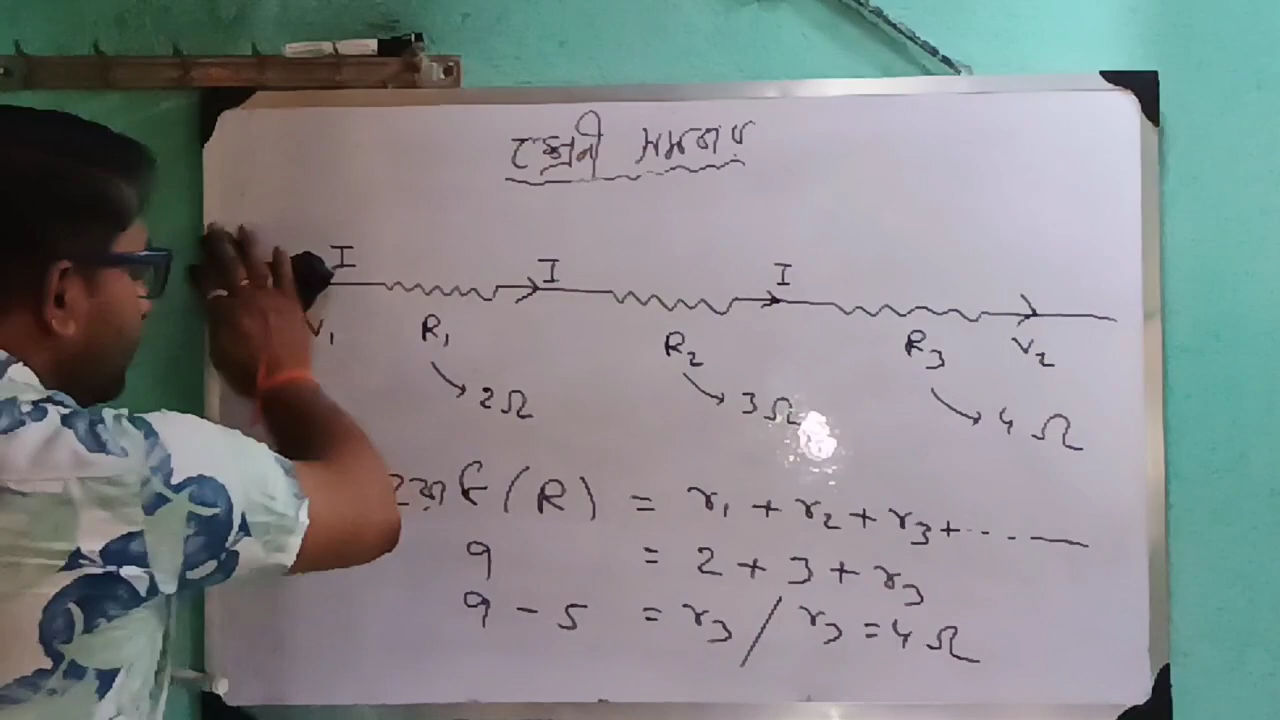 I I I
V₁ R₁ R₂ R₃ V₂
2Ω 3Ω 4Ω
(R) = r₁ + r₂ + r₃ + ------
9 = 2 + 3 + r₃
9 - 5 = r₃ / r₃ = 4Ω